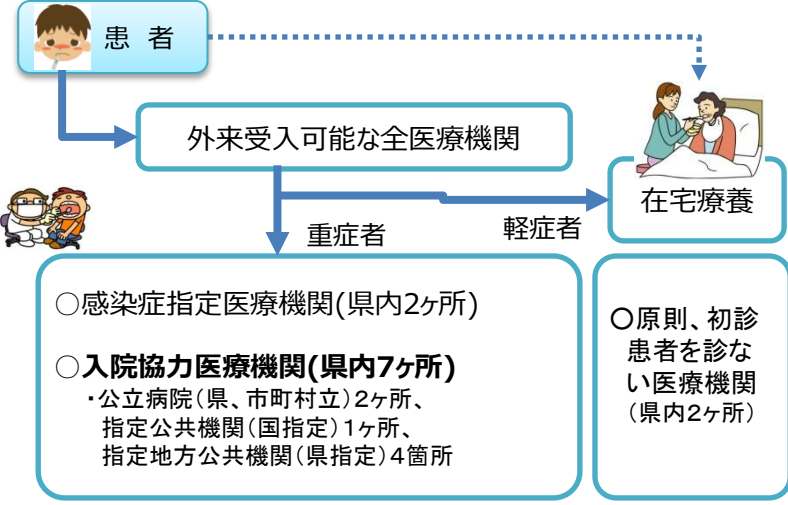 患 者
外来受入可能な全医療機関
在宅療養
重症者
軽症者
○感染症指定医療機関(県内2ヶ所)
○入院協力医療機関(県内7ヶ所)
・公立病院（県、市町村立）２ヶ所、
指定公共機関（国指定）１ヶ所、
指定地方公共機関（県指定）４箇所
○原則、初診
患者を診な
い医療機関
（県内２ヶ所）